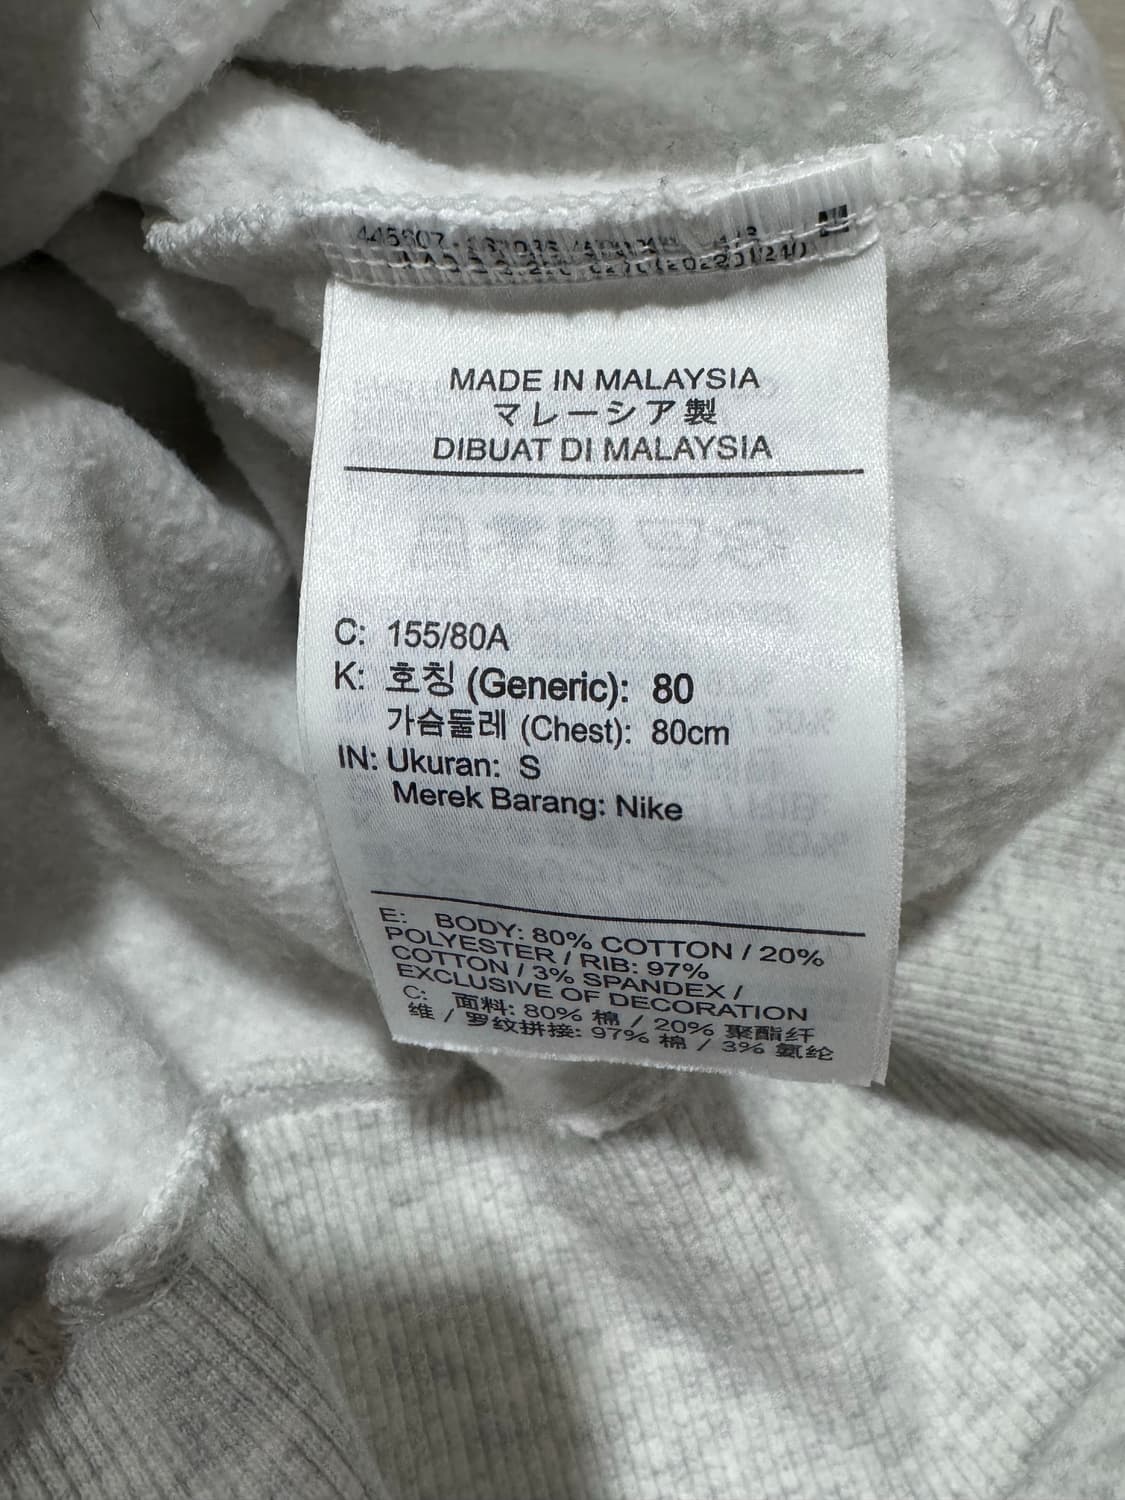 MADE IN MALAYSIA
マレーシア製
DIBUAT DI MALAYSIA
C: 155/80A
K: 호칭 (Generic): 80
가슴둘레 (Chest): 80cm
IN: Ukuran: S
Merek Barang: Nike
E: BODY: 80% COTTON / 20%
POLYESTER / RIB: 97%
COTTON / 3% SPANDEX /
EXCLUSIVE OF DECORATION
C: 面料: 80% 棉 / 20% 聚酯纤
维 / 罗纹拼接: 97% 棉 / 3% 氨纶